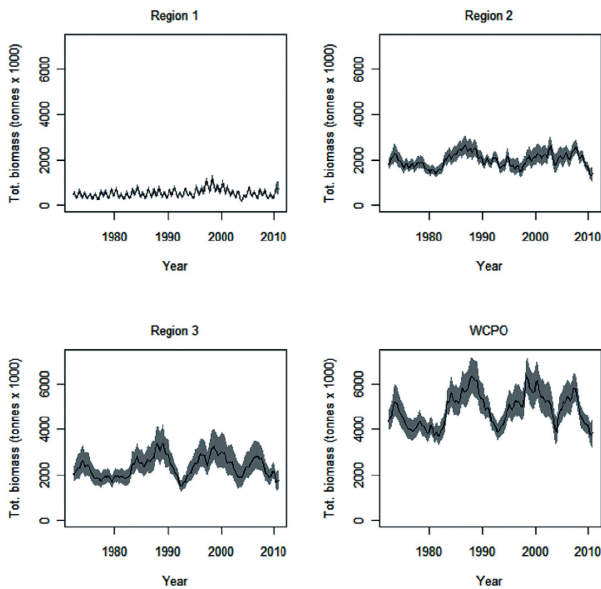 Region 1
Tot. biomass (tonnes x 1000)
0 2000 4000 6000
1980 1990 2000 2010
Year
Region 2
Tot. biomass (tonnes x 1000)
0 2000 4000 6000
1980 1990 2000 2010
Year
Region 3
Tot. biomass (tonnes x 1000)
0 2000 4000 6000
1980 1990 2000 2010
Year
WCPO
Tot. biomass (tonnes x 1000)
0 2000 4000 6000
1980 1990 2000 2010
Year